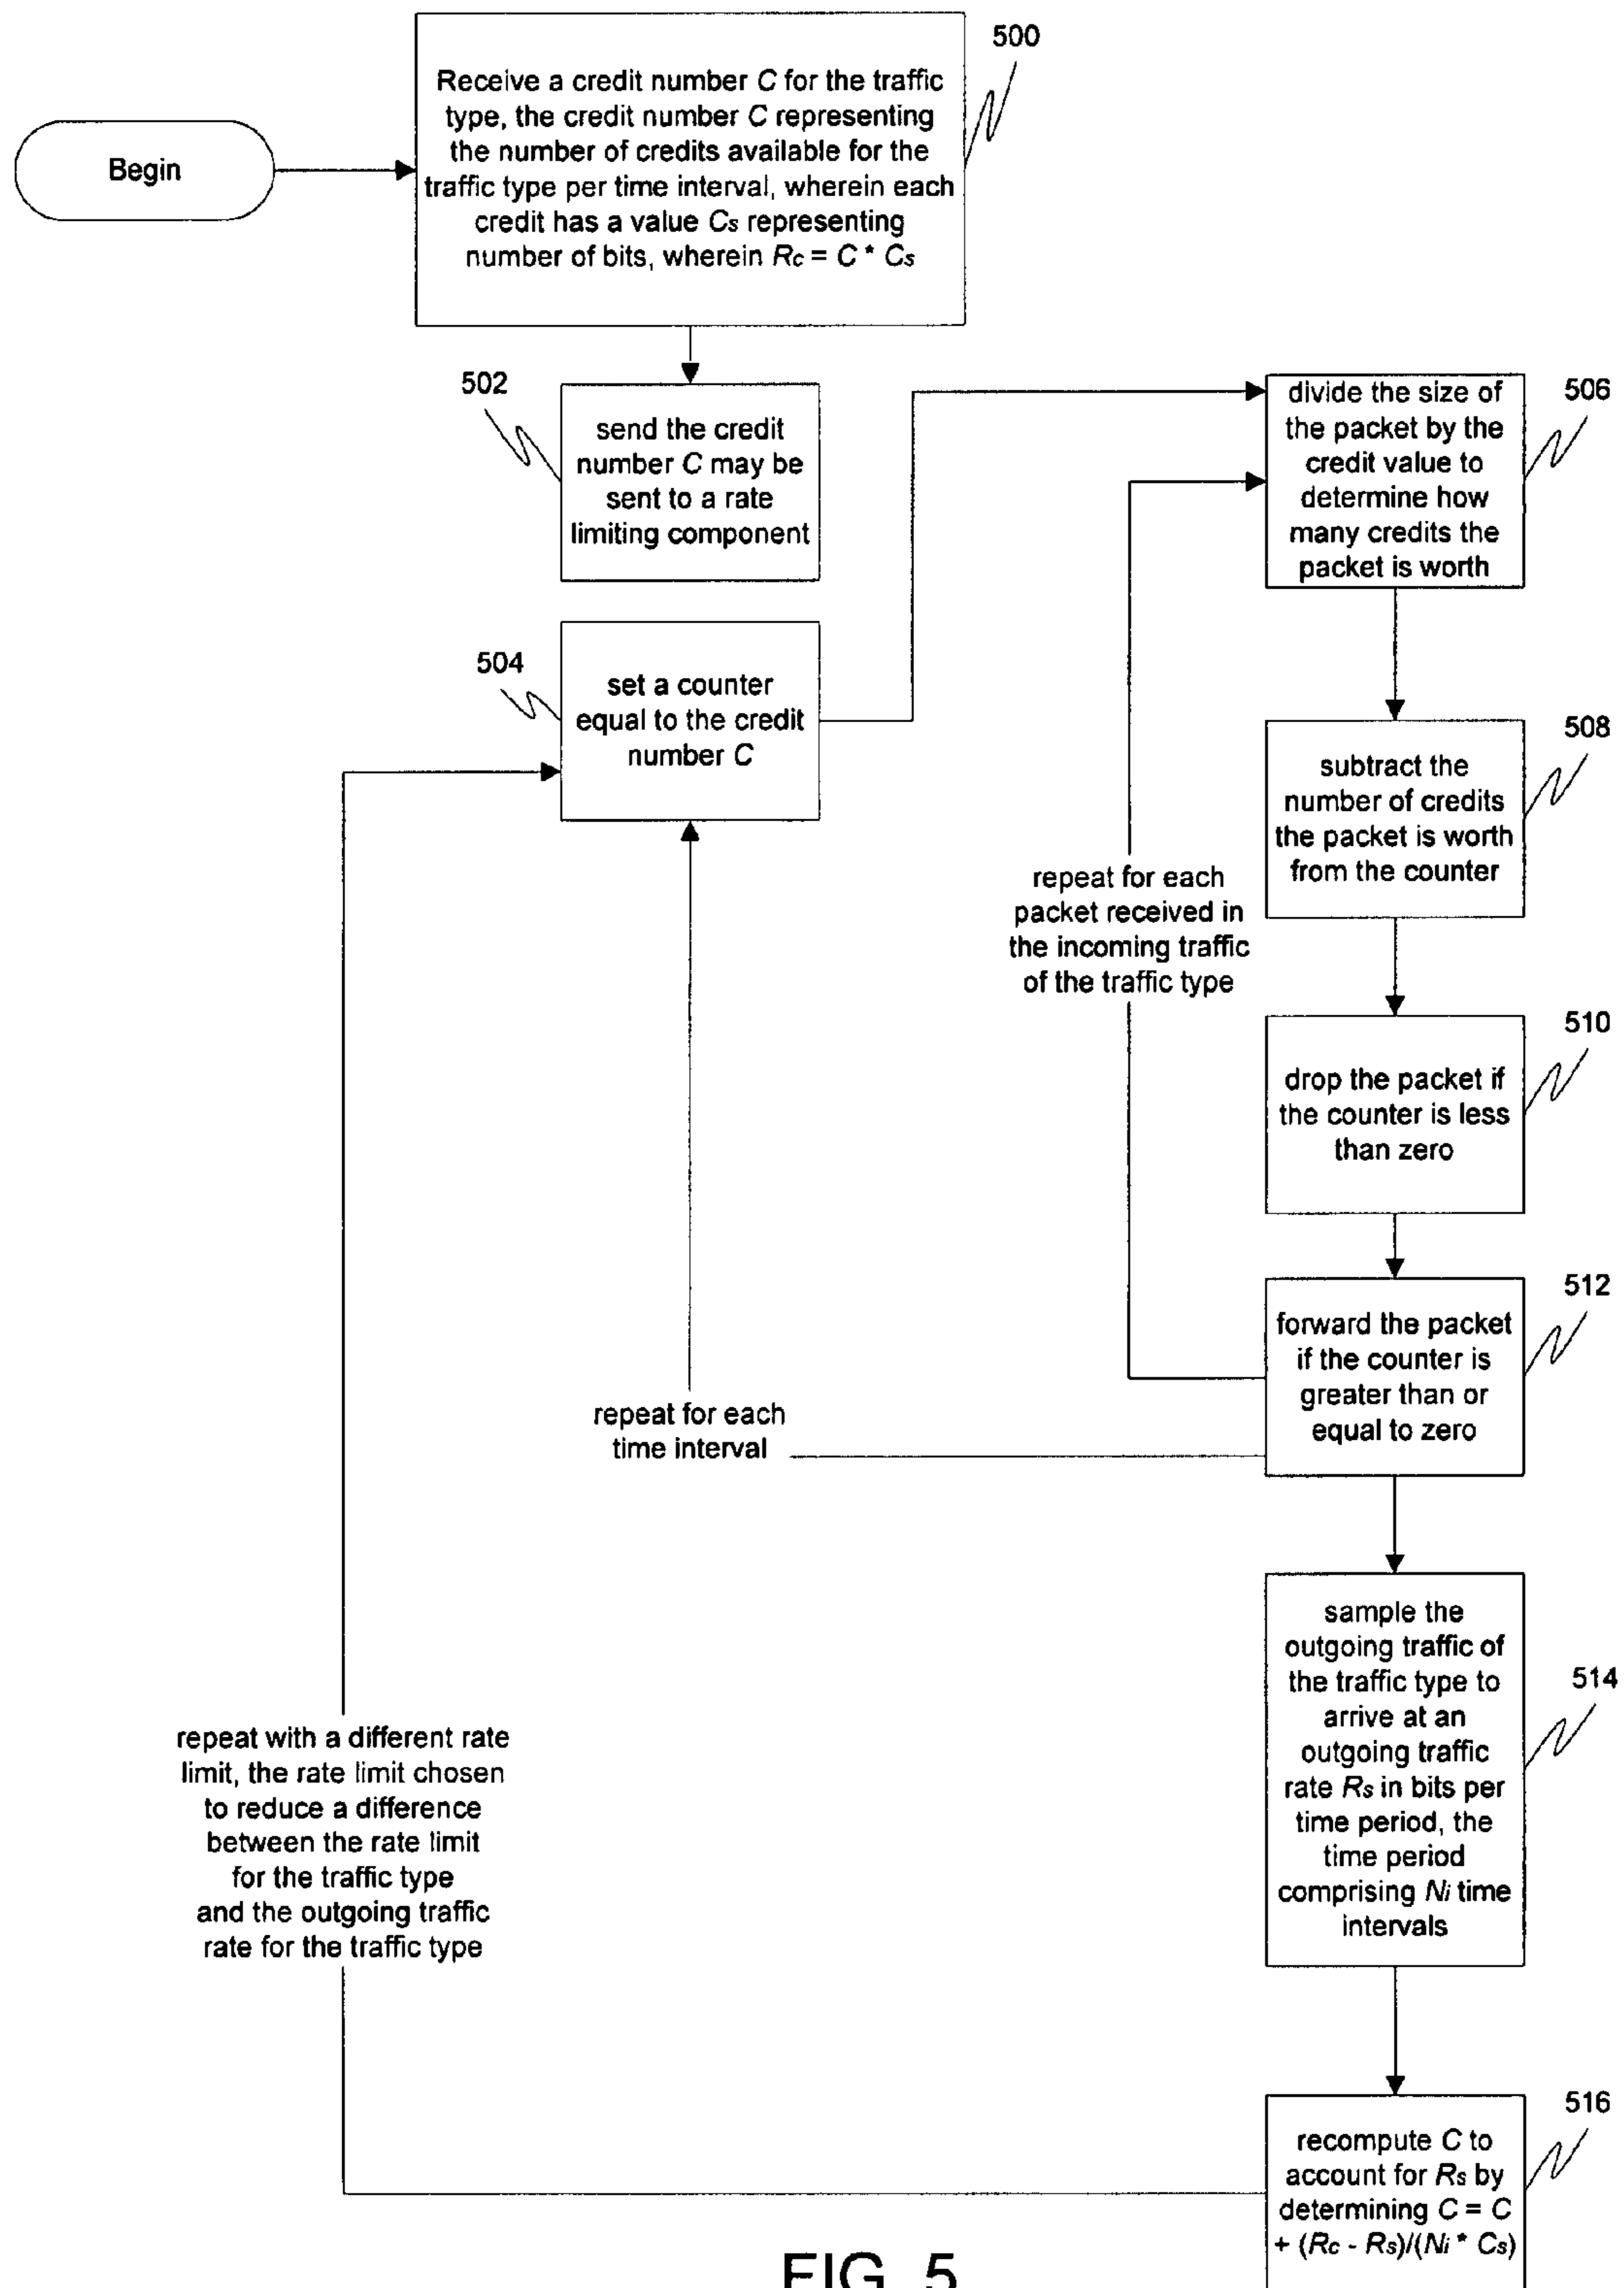 500
Receive a credit number C for the traffic
type, the credit number C representing
the number of credits available for the
traffic type per time interval, wherein each
credit has a value Cs representing
number of bits, wherein Rc = C * Cs
Begin
502
send the credit
number C may be
sent to a rate
limiting component
506
divide the size of
the packet by the
credit value to
determine how
many credits the
packet is worth
504
set a counter
equal to the credit
number C
508
subtract the
number of credits
the packet is worth
from the counter
repeat for each
packet received in
the incoming traffic
of the traffic type
510
drop the packet if
the counter is less
than zero
512
forward the packet
if the counter is
greater than or
equal to zero
repeat for each
time interval
514
sample the
outgoing traffic of
the traffic type to
arrive at an
outgoing traffic
rate Rs in bits per
time period, the
time period
comprising Ni time
intervals
repeat with a different rate
limit, the rate limit chosen
to reduce a difference
between the rate limit
for the traffic type
and the outgoing traffic
rate for the traffic type
516
recompute C to
account for Rs by
determining C = C
+ (Rc - Rs)/(Ni * Cs)
FIG. 5